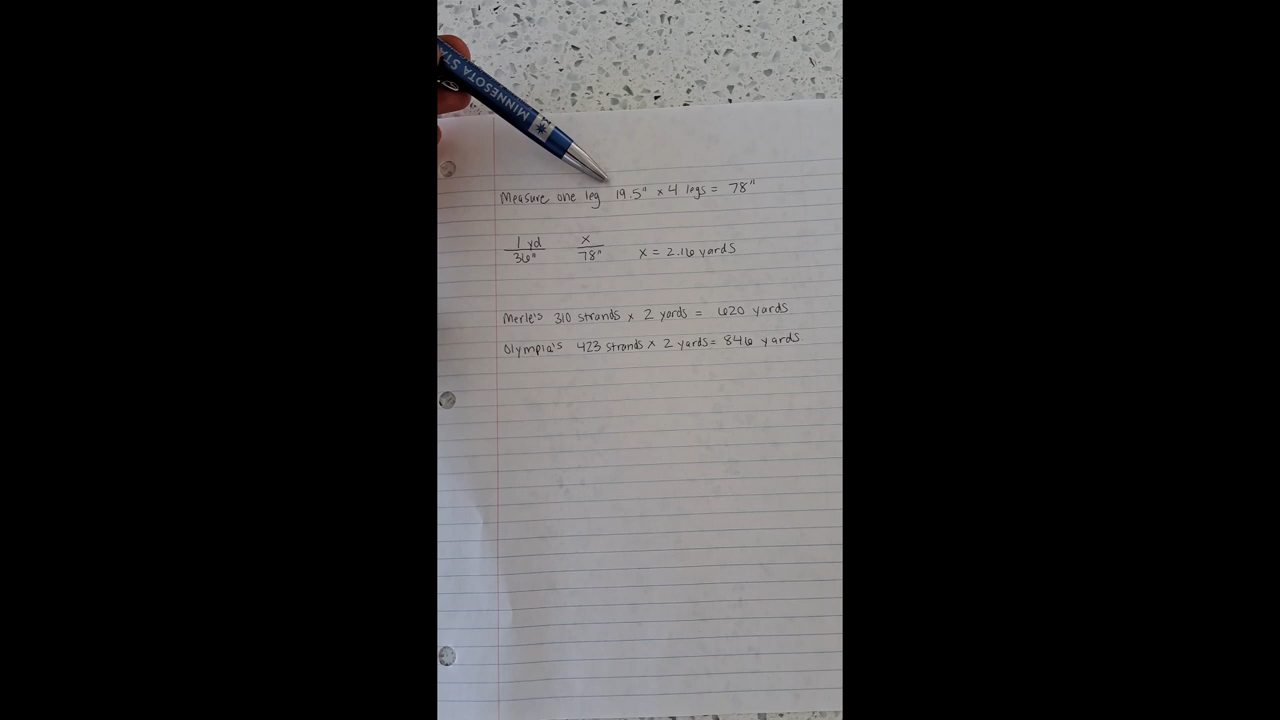 MINNESOTA STA
Measure one leg 19.5" x 4 legs = 78"
1 yd x
36" 78" x = 2.16 yards
Merle's 310 strands x 2 yards = 620 yards
Olympia's 423 strands x 2 yards = 846 yards